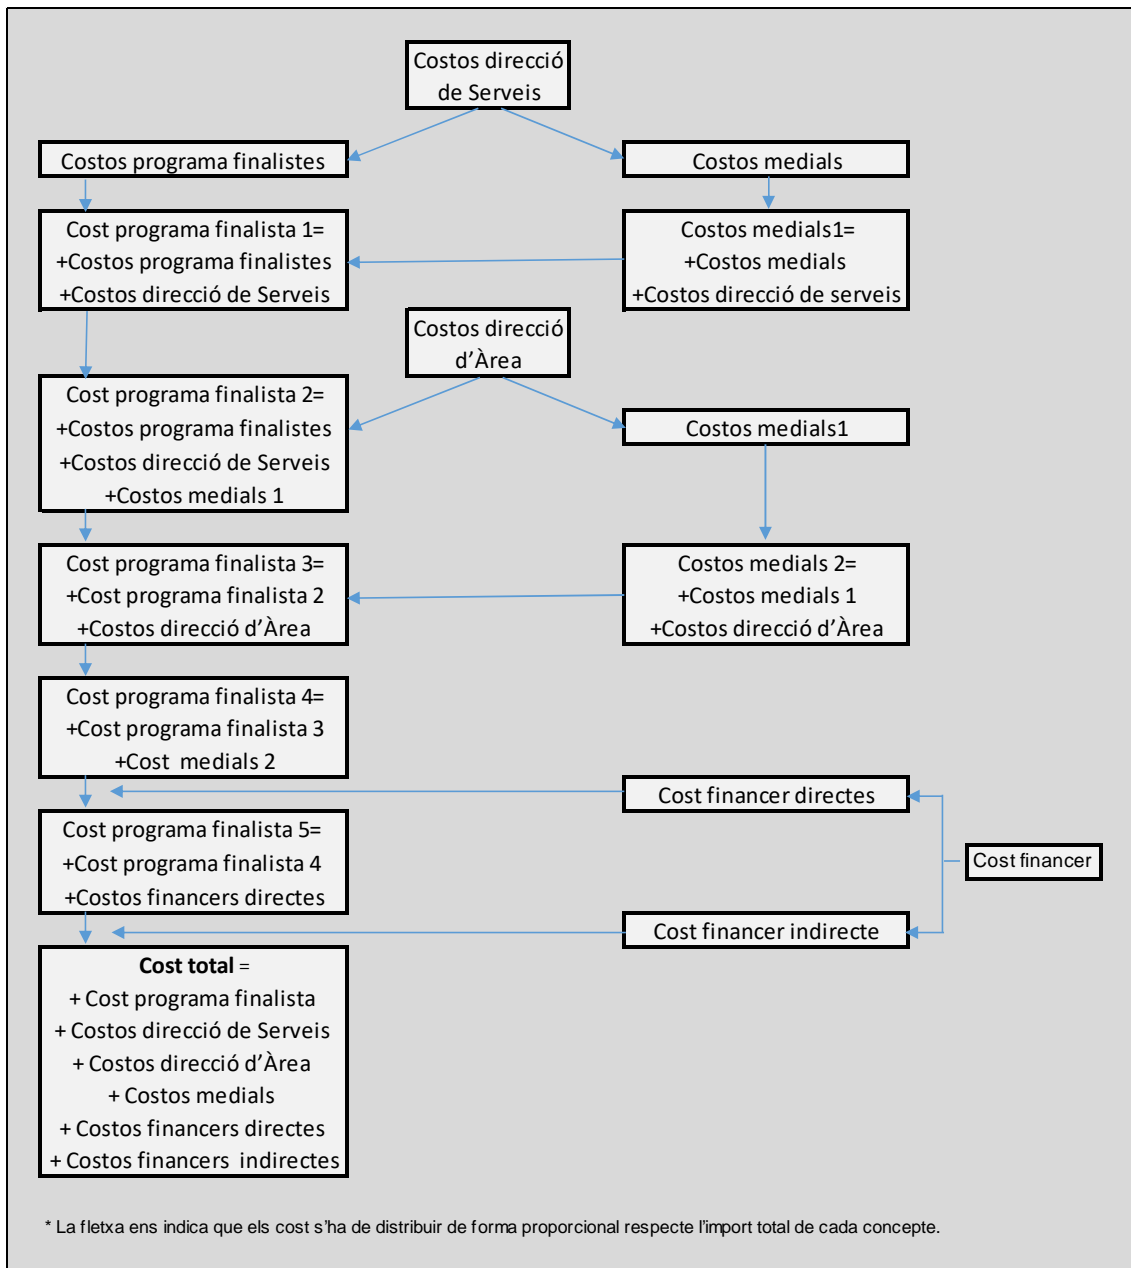 Costos direcció
de Serveis
Costos programa finalistes
Costos medials
Cost programa finalista 1=
+Costos programa finalistes
+Costos direcció de Serveis
Costos medials1=
+Costos medials
+Costos direcció de serveis
Costos direcció
d’Àrea
Cost programa finalista 2=
+Costos programa finalistes
+Costos direcció de Serveis
+Costos medials 1
Costos medials1
Cost programa finalista 3=
+Cost programa finalista 2
+Costos direcció d’Àrea
Costos medials 2=
+Costos medials 1
+Costos direcció d’Àrea
Cost programa finalista 4=
+Cost programa finalista 3
+Cost  medials 2
Cost financer directes
Cost programa finalista 5=
+Cost programa finalista 4
+Costos financers directes
Cost financer
Cost financer indirecte
Cost total =
+ Cost programa finalista
+ Costos direcció de Serveis
+ Costos direcció d’Àrea
+ Costos medials
+ Costos financers directes
+ Costos financers  indirectes
* La fletxa ens indica que els cost s’ha de distribuir de forma proporcional respecte l’import total de cada concepte.